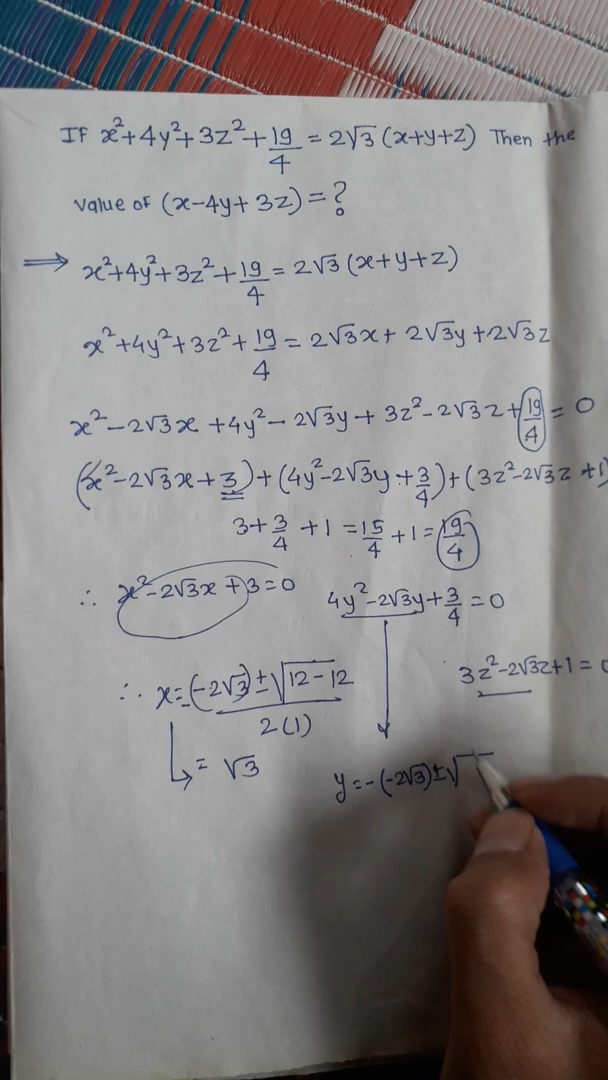 If x²+4y²+3z²+19/4 = 2√3(x+y+z) Then the
value of (x-4y+3z)=?
⟹ x²+4y²+3z²+19/4 = 2√3(x+y+z)
x²+4y²+3z²+19/4 = 2√3x+2√3y+2√3z
x²-2√3x+4y²-2√3y+3z²-2√3z+19/4 = 0
(x²-2√3x+3)+(4y²-2√3y+3/4)+(3z²-2√3z+1)
3+3/4+1=15/4+1=19/4
∴ x²-2√3x+3=0 4y²-2√3y+3/4=0
3z²-2√3z+1=0
∴ x=-(-2√3)±√12-12/2(1)
= √3
y=-(-2√3)±√